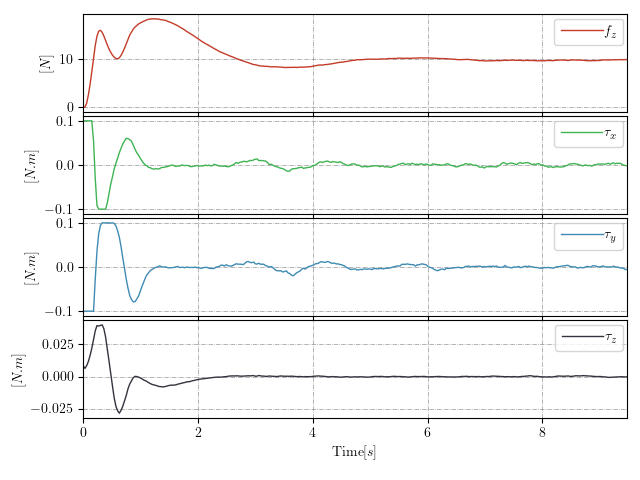 f_z
10
0
[N]
τ_x
0.1
0.0
−0.1
[N.m]
τ_y
0.1
0.0
−0.1
[N.m]
τ_z
0.025
0.000
−0.025
[N.m]
0 2 4 6 8
Time[s]